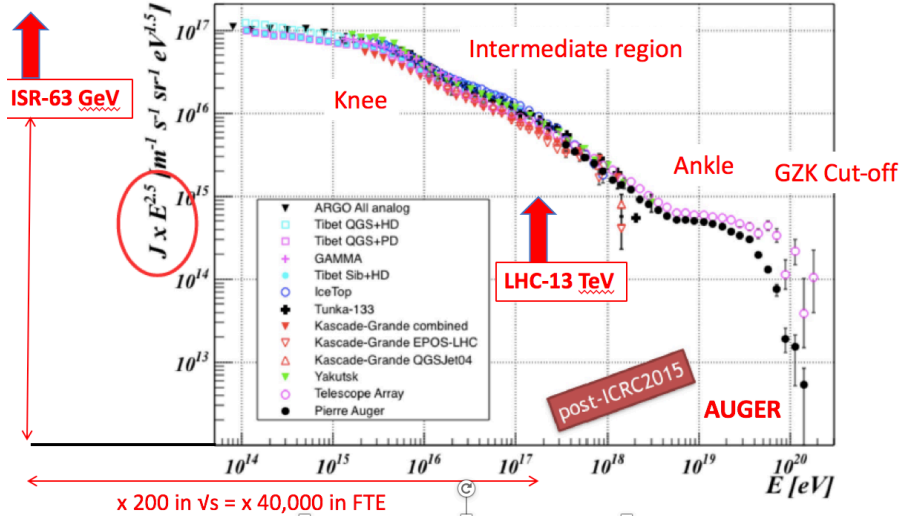 ISR-63 GeV
J x E^2.5 [m^-1 s^-1 sr^-1 eV^1.5]
10^17
10^16
10^15
10^14
10^13
Intermediate region
Knee
Ankle
GZK Cut-off
ARGO All analog
Tibet QGS+HD
Tibet QGS+PD
GAMMA
Tibet Sib+HD
IceTop
Tunka-133
Kascade-Grande combined
Kascade-Grande EPOS-LHC
Kascade-Grande QGSJet04
Yakutsk
Telescope Array
Pierre Auger
LHC-13 TeV
post-ICRC2015
AUGER
10^14 10^15 10^16 10^17 10^18 10^19 10^20
E [eV]
x 200 in √s = x 40,000 in FTE